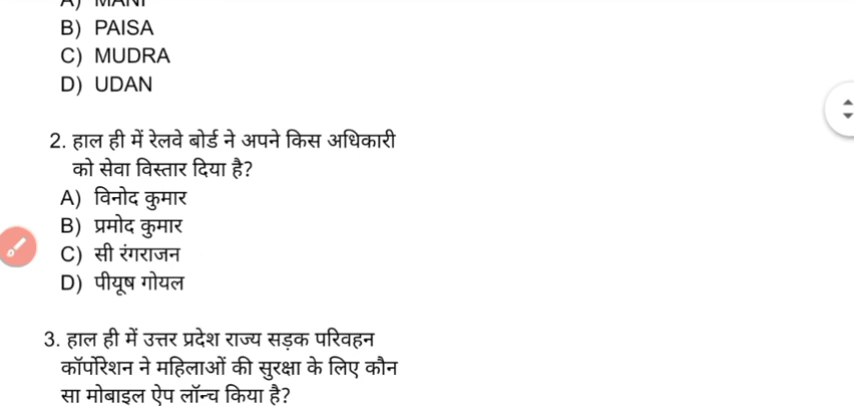 A) MANI
B) PAISA
C) MUDRA
D) UDAN
2. हाल ही में रेलवे बोर्ड ने अपने किस अधिकारी
को सेवा विस्तार दिया है?
A) विनोद कुमार
B) प्रमोद कुमार
C) सी रंगराजन
D) पीयूष गोयल
3. हाल ही में उत्तर प्रदेश राज्य सड़क परिवहन
कॉर्पोरेशन ने महिलाओं की सुरक्षा के लिए कौन
सा मोबाइल ऐप लॉन्च किया है?